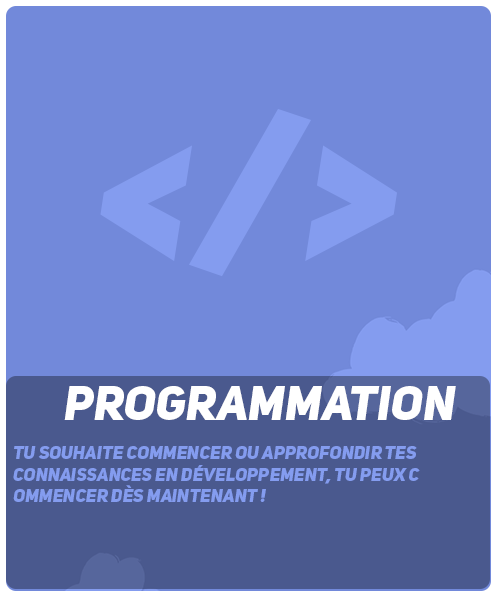 </>
PROGRAMMATION
TU SOUHAITE COMMENCER OU APPROFONDIR TES
CONNAISSANCES EN DÉVELOPPEMENT, TU PEUX C
OMMENCER DÈS MAINTENANT !